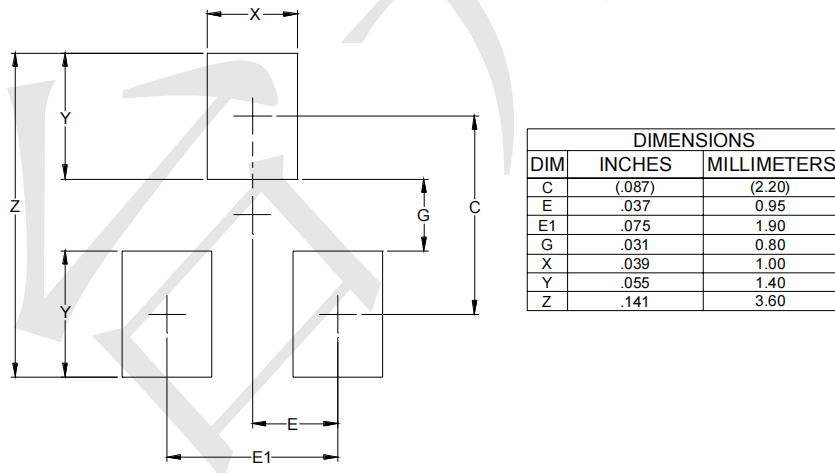 X
Y
Z
G
C
Y
E
E1
DIMENSIONS
DIM INCHES MILLIMETERS
C (.087) (2.20)
E .037 0.95
E1 .075 1.90
G .031 0.80
X .039 1.00
Y .055 1.40
Z .141 3.60